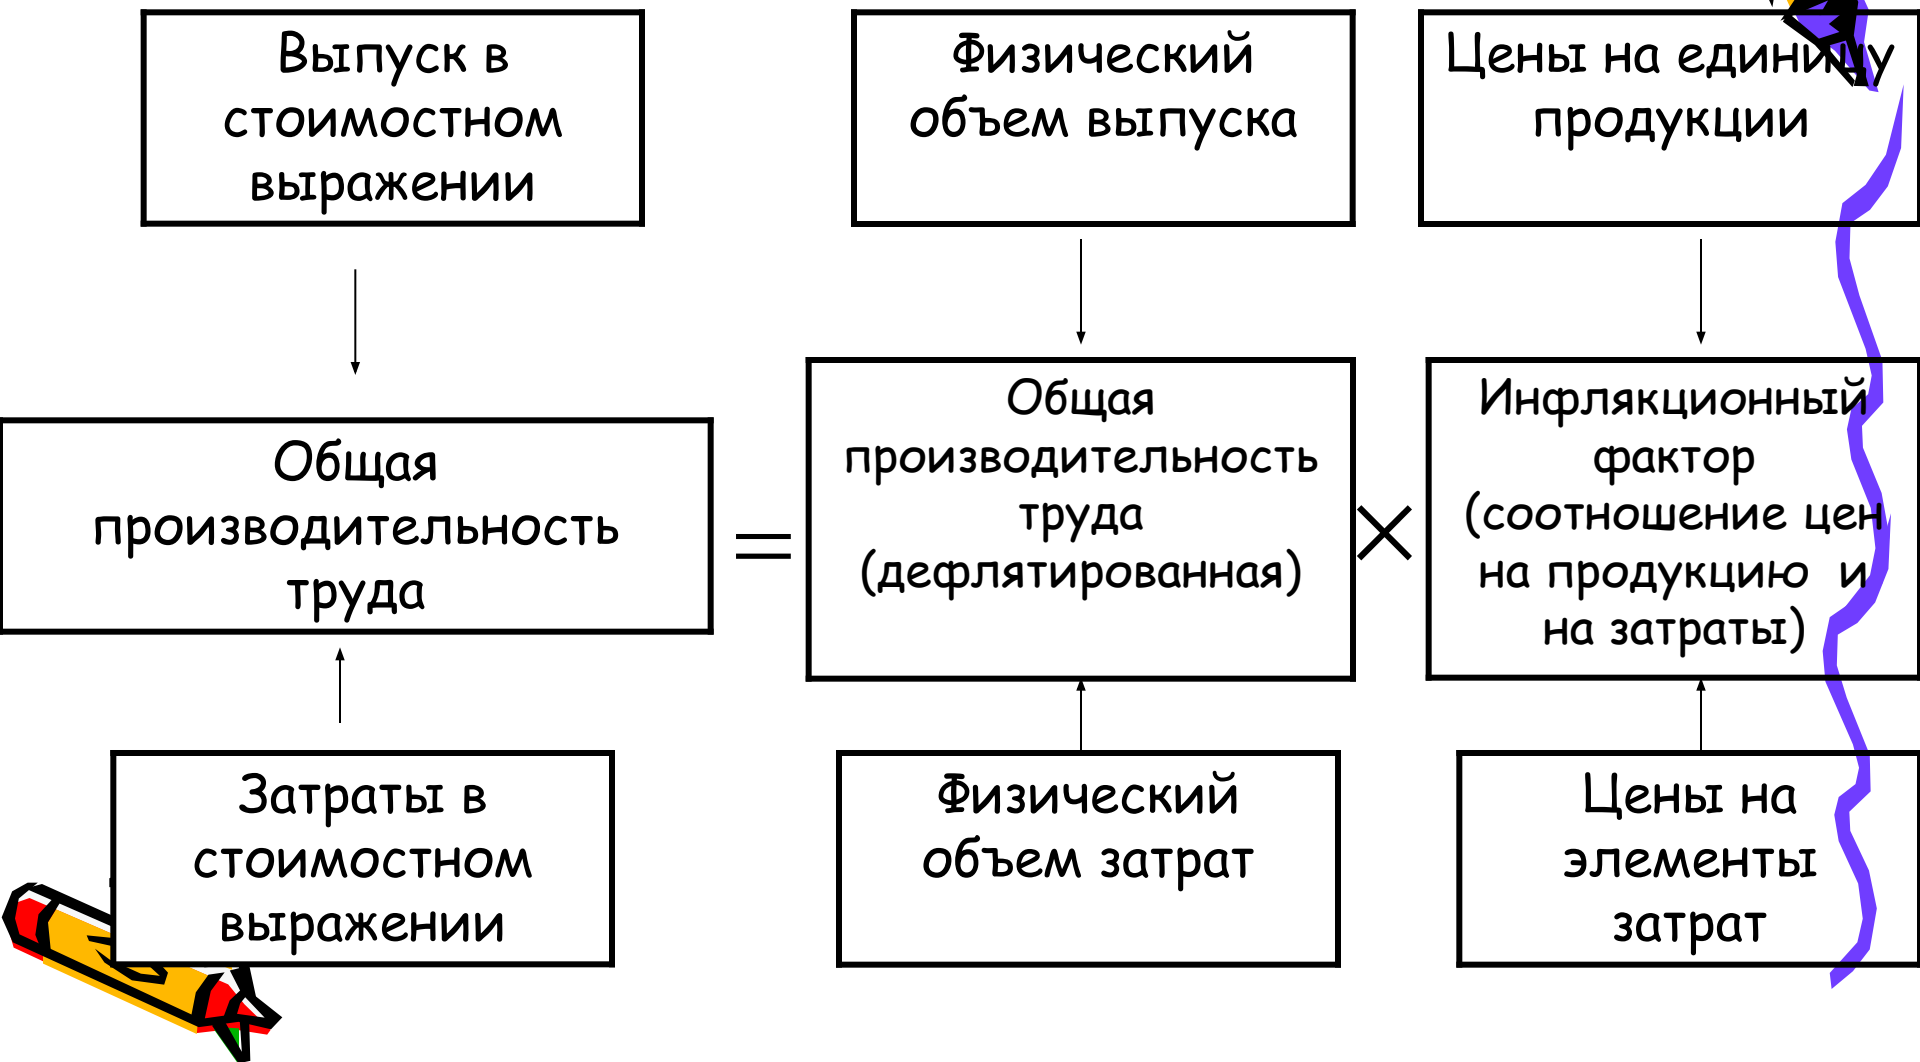 Выпуск в
стоимостном
выражении
Физический
объем выпуска
Цены на единицу
продукции
Общая
производительность
труда
=
Общая
производительность
труда
(дефлятированная)
×
Инфляционный
фактор
(соотношение цен
на продукцию и
на затраты)
Затраты в
стоимостном
выражении
Физический
объем затрат
Цены на
элементы
затрат